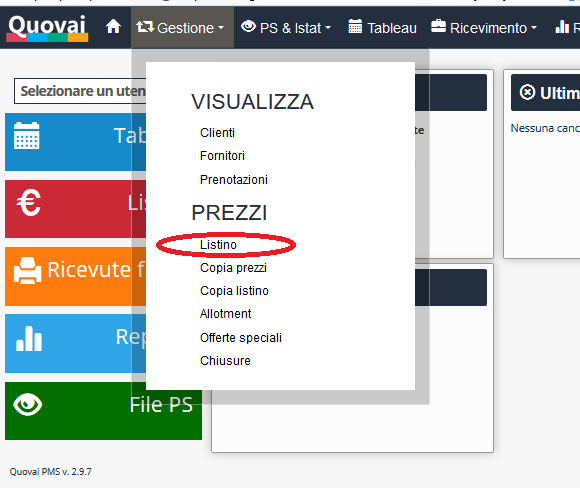 Quovai Gestione PS & Istat Tableau Ricevimento
Selezionare un uten
VISUALIZZA
Clienti
Fornitori
Prenotazioni
PREZZI
Listino
Copia prezzi
Copia listino
Allotment
Offerte speciali
Chiusure
Ultim
Nessuna canc
Tab
€ Lis
Ricevute f
Rep
File PS
Quovai PMS v. 2.9.7